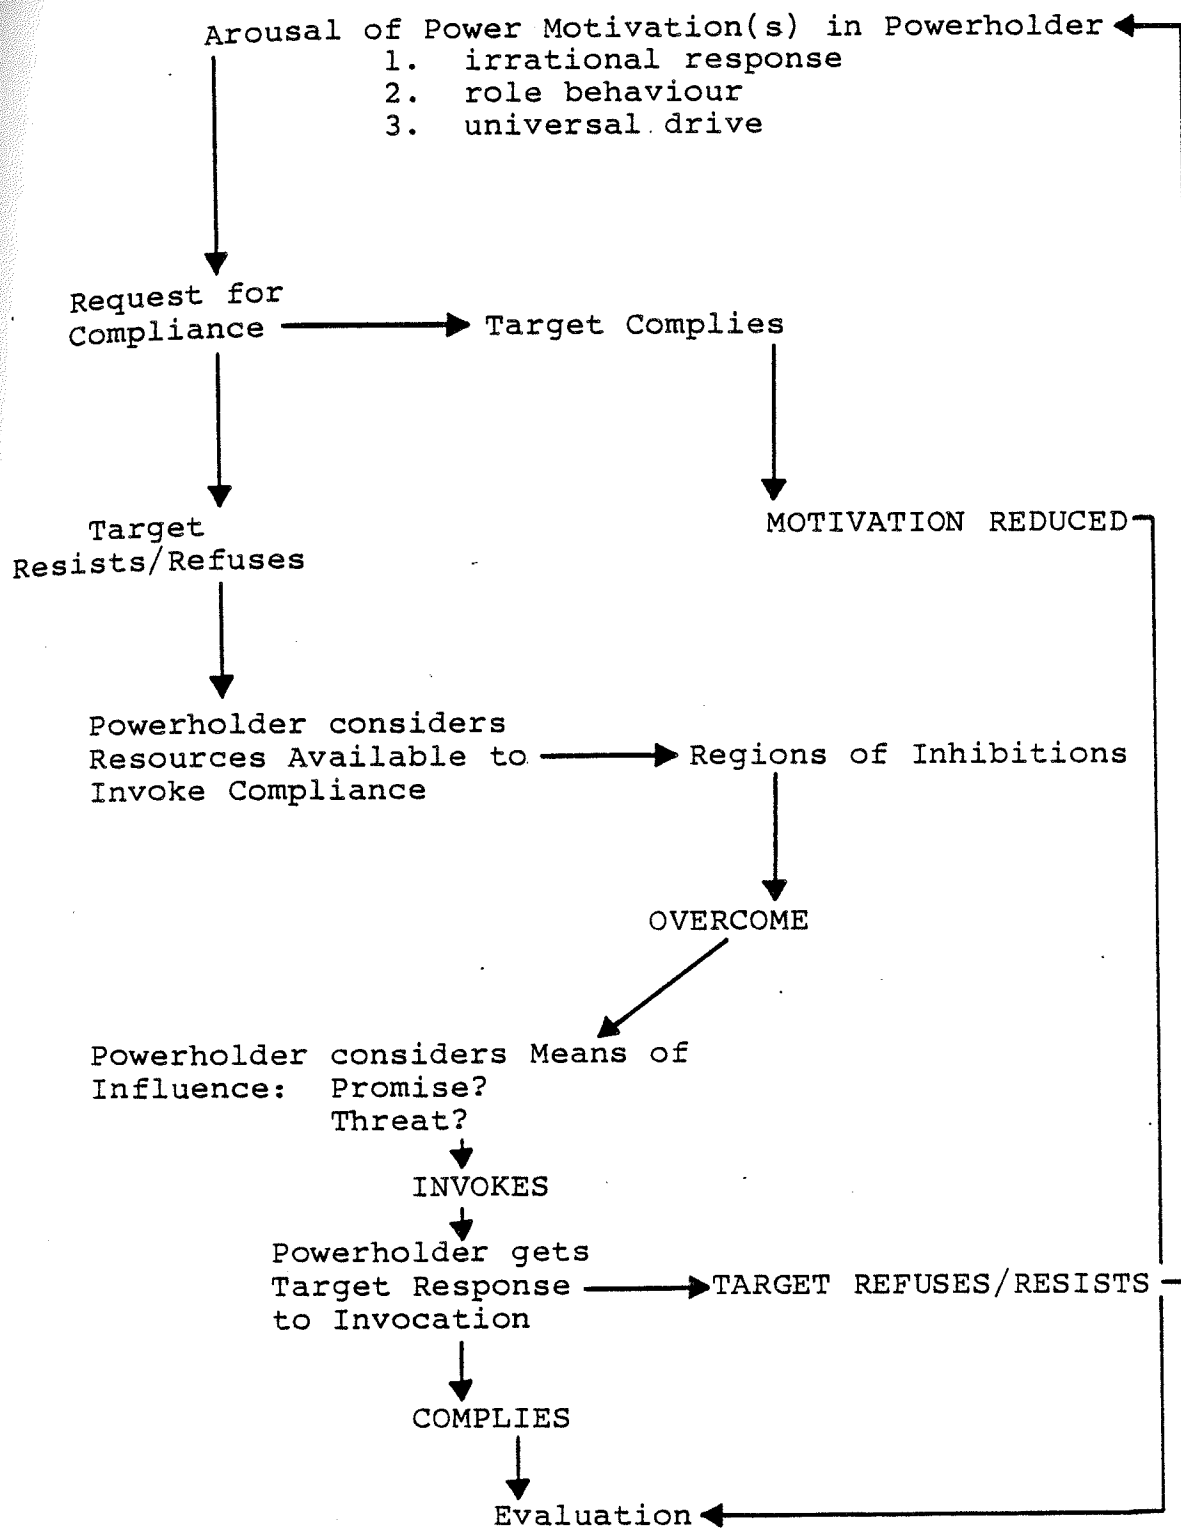 Arousal of Power Motivation(s) in Powerholder
1. irrational response
2. role behaviour
3. universal drive
Request for
Compliance
Target Complies
Target
Resists/Refuses
MOTIVATION REDUCED
Powerholder considers
Resources Available to
Invoke Compliance
Regions of Inhibitions
OVERCOME
Powerholder considers Means of
Influence: Promise?
Threat?
INVOKES
Powerholder gets
Target Response
to Invocation
TARGET REFUSES/RESISTS
COMPLIES
Evaluation